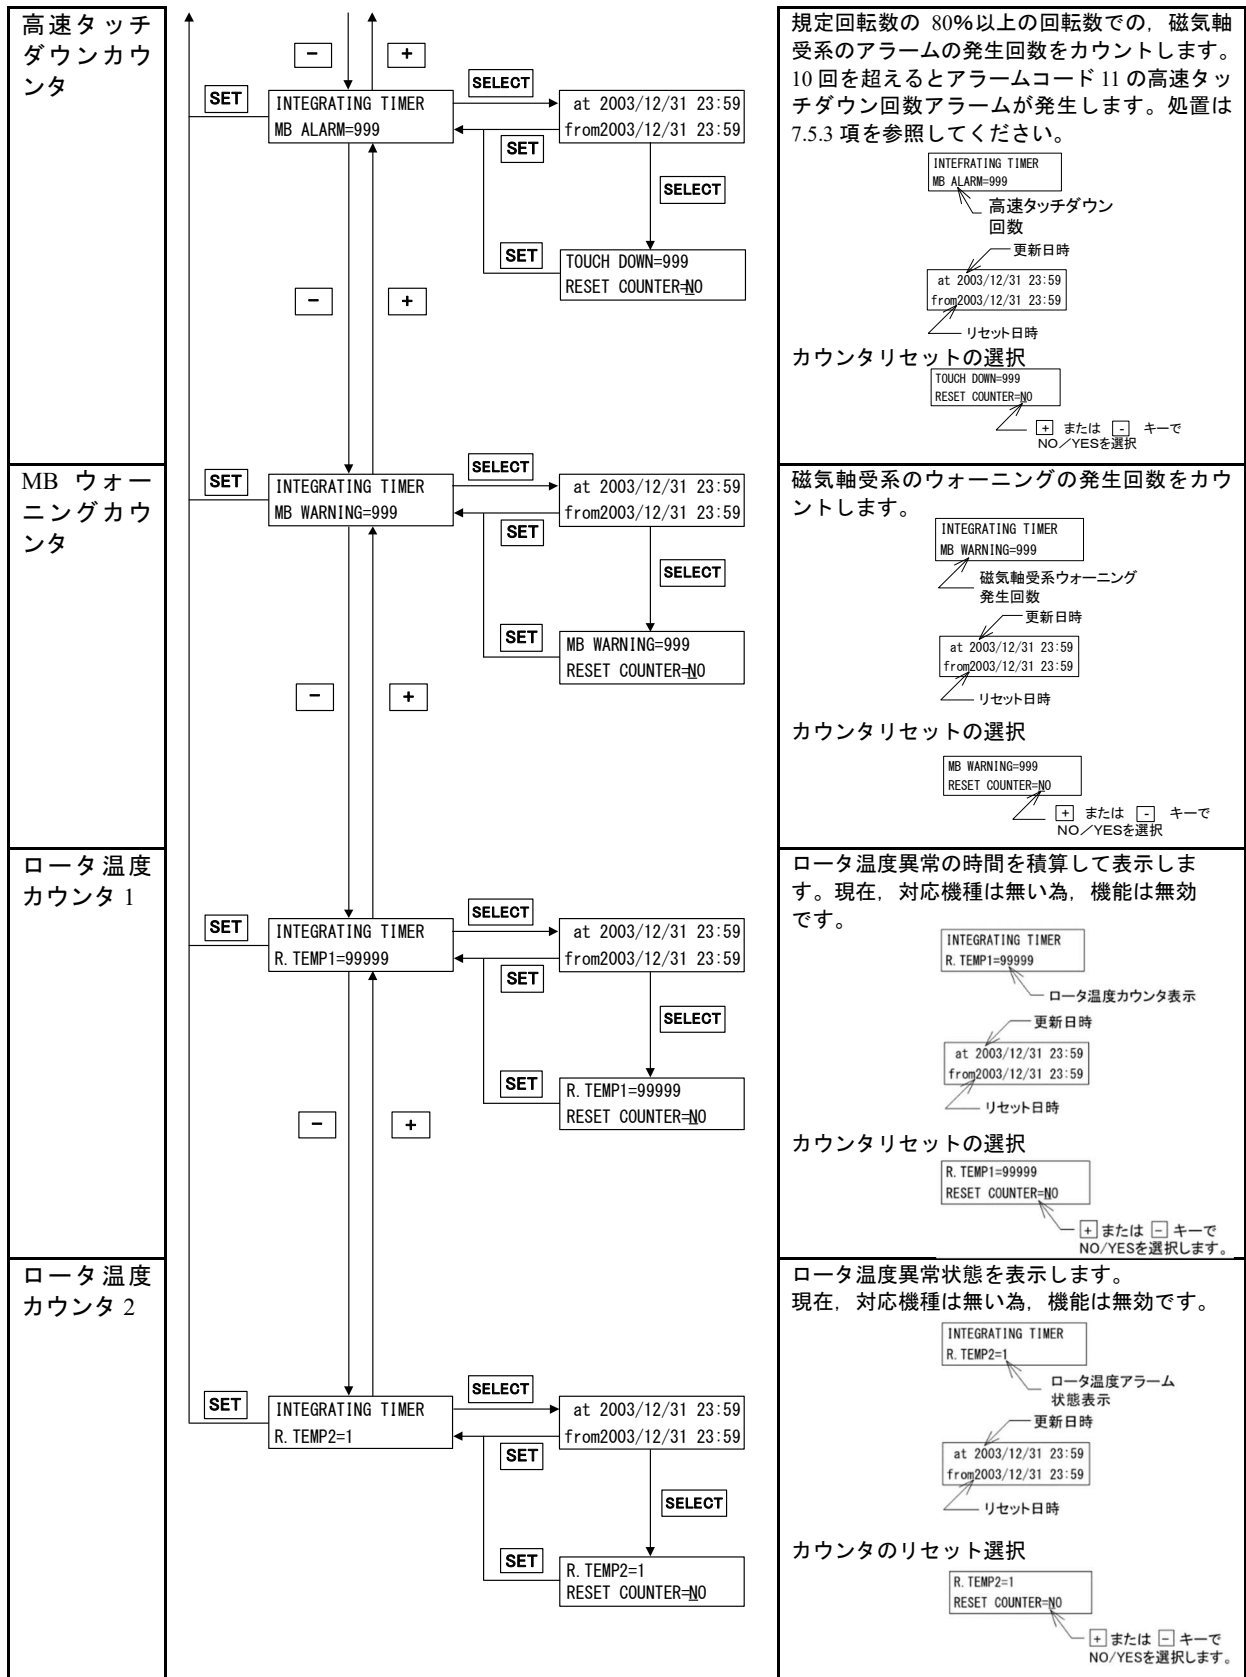 高速タッチ
ダウンカウ
ンタ
−
+
SET
INTEGRATING TIMER
MB ALARM=999
SELECT
at 2003/12/31 23:59
from2003/12/31 23:59
SET
SELECT
SET
TOUCH DOWN=999
RESET COUNTER=NO
−
+
規定回転数の 80%以上の回転数での，磁気軸
受系のアラームの発生回数をカウントします。
10 回を超えるとアラームコード 11 の高速タッ
チダウン回数アラームが発生します。処置は
7.5.3 項を参照してください。
INTEFRATING TIMER
MB ALARM=999
高速タッチダウン
回数
更新日時
at 2003/12/31 23:59
from2003/12/31 23:59
リセット日時
カウンタリセットの選択
TOUCH DOWN=999
RESET COUNTER=NO
+ または - キーで
NO／YESを選択
MB ウォー
ニングカウ
ンタ
SET
INTEGRATING TIMER
MB WARNING=999
SELECT
at 2003/12/31 23:59
from2003/12/31 23:59
SET
SELECT
SET
MB WARNING=999
RESET COUNTER=NO
−
+
磁気軸受系のウォーニングの発生回数をカウ
ントします。
INTEGRATING TIMER
MB WARNING=999
磁気軸受系ウォーニング
発生回数
更新日時
at 2003/12/31 23:59
from2003/12/31 23:59
リセット日時
カウンタリセットの選択
MB WARNING=999
RESET COUNTER=NO
+ または - キーで
NO／YESを選択
ロータ温度
カウンタ 1
SET
INTEGRATING TIMER
R.TEMP1=99999
SELECT
at 2003/12/31 23:59
from2003/12/31 23:59
SET
SELECT
SET
R.TEMP1=99999
RESET COUNTER=NO
−
+
ロータ温度異常の時間を積算して表示しま
す。現在，対応機種は無い為，機能は無効
です。
INTEGRATING TIMER
R.TEMP1=99999
ロータ温度カウンタ表示
更新日時
at 2003/12/31 23:59
from2003/12/31 23:59
リセット日時
カウンタリセットの選択
R.TEMP1=99999
RESET COUNTER=NO
+ または − キーで
NO/YESを選択します。
ロータ温度
カウンタ 2
SET
INTEGRATING TIMER
R.TEMP2=1
SELECT
at 2003/12/31 23:59
from2003/12/31 23:59
SET
SELECT
SET
R.TEMP2=1
RESET COUNTER=NO
ロータ温度異常状態を表示します。
現在，対応機種は無い為，機能は無効です。
INTEGRATING TIMER
R.TEMP2=1
ロータ温度アラーム
状態表示
更新日時
at 2003/12/31 23:59
from2003/12/31 23:59
リセット日時
カウンタのリセット選択
R.TEMP2=1
RESET COUNTER=NO
+ または − キーで
NO/YESを選択します。